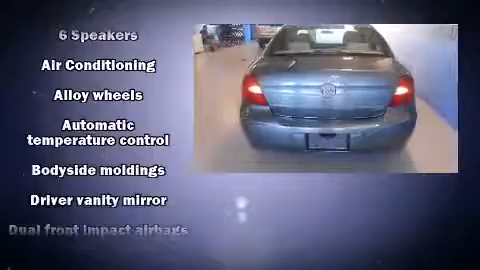 6 Speakers
Air Conditioning
Alloy wheels
Automatic
temperature control
Bodyside moldings
Driver vanity mirror
Dual front impact airbags